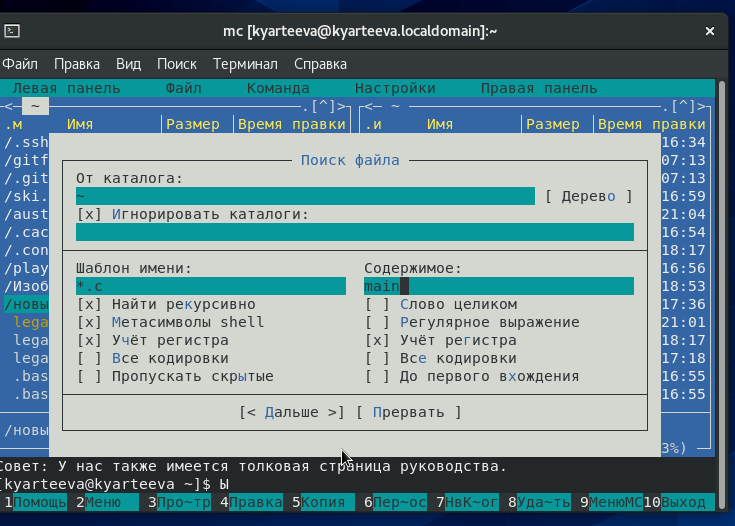 mc [kyarteeva@kyarteeva.localdomain]:~
Файл Правка Вид Поиск Терминал Справка
Левая панель Файл Команда Настройки Правая панель
<— ~ .[^]> <— ~ .[^]>
.м Имя Размер Время правки .и Имя Размер Время правки
/.ssh 16:34
/gitf Поиск файла 07:13
/.git От каталога: 07:13
/ski. ~ [ Дерево ] 16:59
/aust [x] Игнорировать каталоги: 21:04
/.cac 16:54
/.con 18:17
/play Шаблон имени: Содержимое: 16:56
/Изоб *.c main 18:53
/новы [x] Найти рекурсивно [ ] Слово целиком 17:36
lega [x] Метасимволы shell [ ] Регулярное выражение 21:01
lega [x] Учёт регистра [x] Учёт регистра 18:17
lega [ ] Все кодировки [ ] Все кодировки 17:18
.bas [ ] Пропускать скрытые [ ] До первого вхождения 16:55
.bas 16:55
[< Дальше >] [ Прервать ]
/новы
3%)
Совет: У нас также имеется толковая страница руководства.
[kyarteeva@kyarteeva ~]$ Ы
1Помощь 2Меню 3Про~тр 4Правка 5Копия 6Пер~ос 7НвК~ог 8Уда~ть 9МенюМС 10Выход